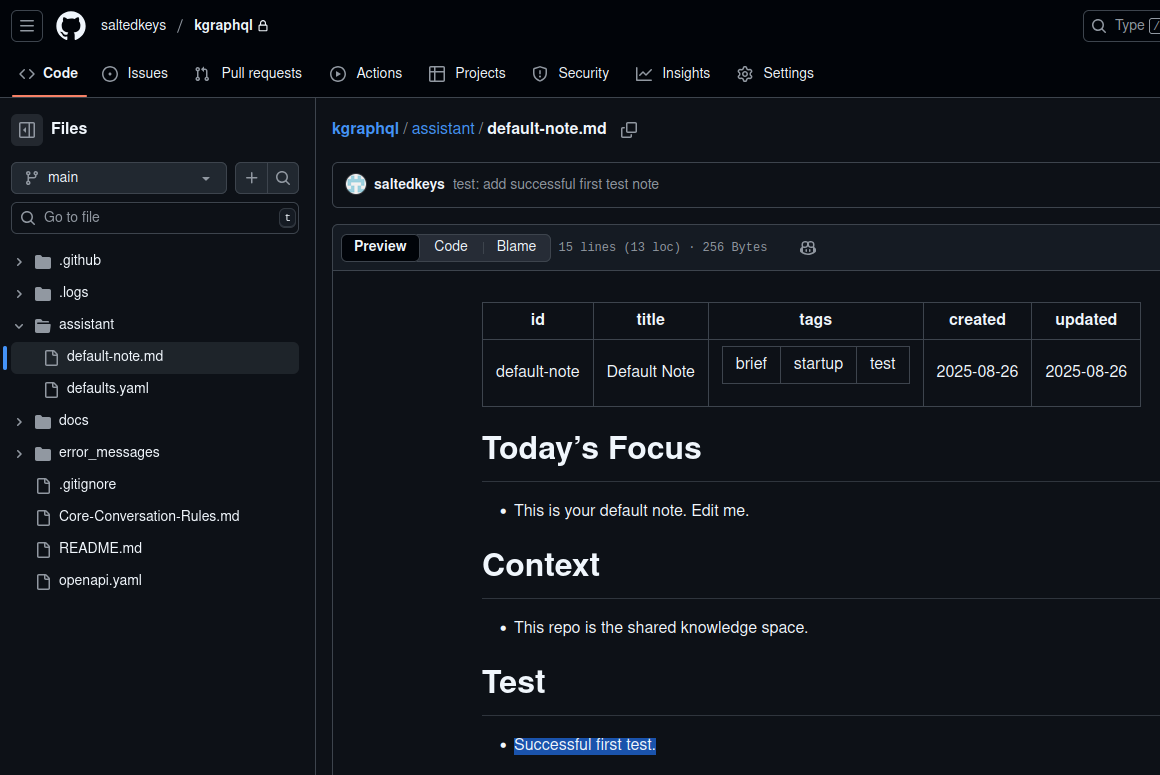 saltedkeys / kgraphql
Type /
Code Issues Pull requests Actions Projects Security Insights Settings
Files
main
Go to file t
.github
.logs
assistant
default-note.md
defaults.yaml
docs
error_messages
.gitignore
Core-Conversation-Rules.md
README.md
openapi.yaml
kgraphql / assistant / default-note.md
saltedkeys test: add successful first test note
Preview Code Blame 15 lines (13 loc) · 256 Bytes
id title tags created updated
default-note Default Note brief startup test 2025-08-26 2025-08-26
Today’s Focus
• This is your default note. Edit me.
Context
• This repo is the shared knowledge space.
Test
• Successful first test.